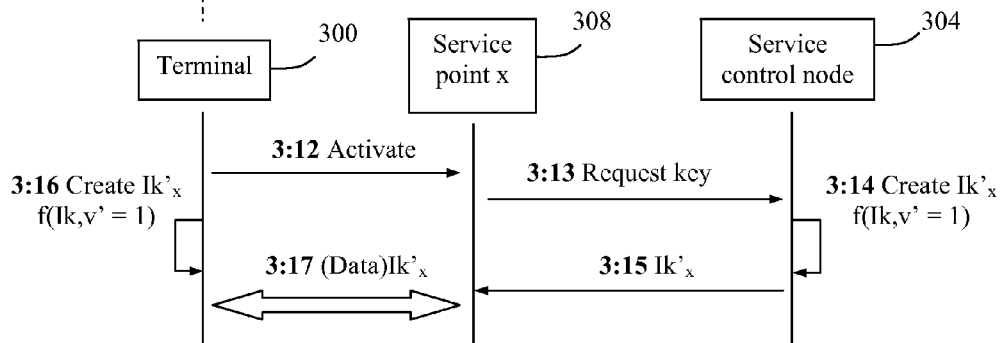 300
308
304
Terminal
Service
point x
Service
control node
3:12 Activate
3:13 Request key
3:16 Create Ik’ₓ
f(Ik,v’ = 1)
3:14 Create Ik’ₓ
f(Ik,v’ = 1)
3:17 (Data)Ik’ₓ
3:15 Ik’ₓ